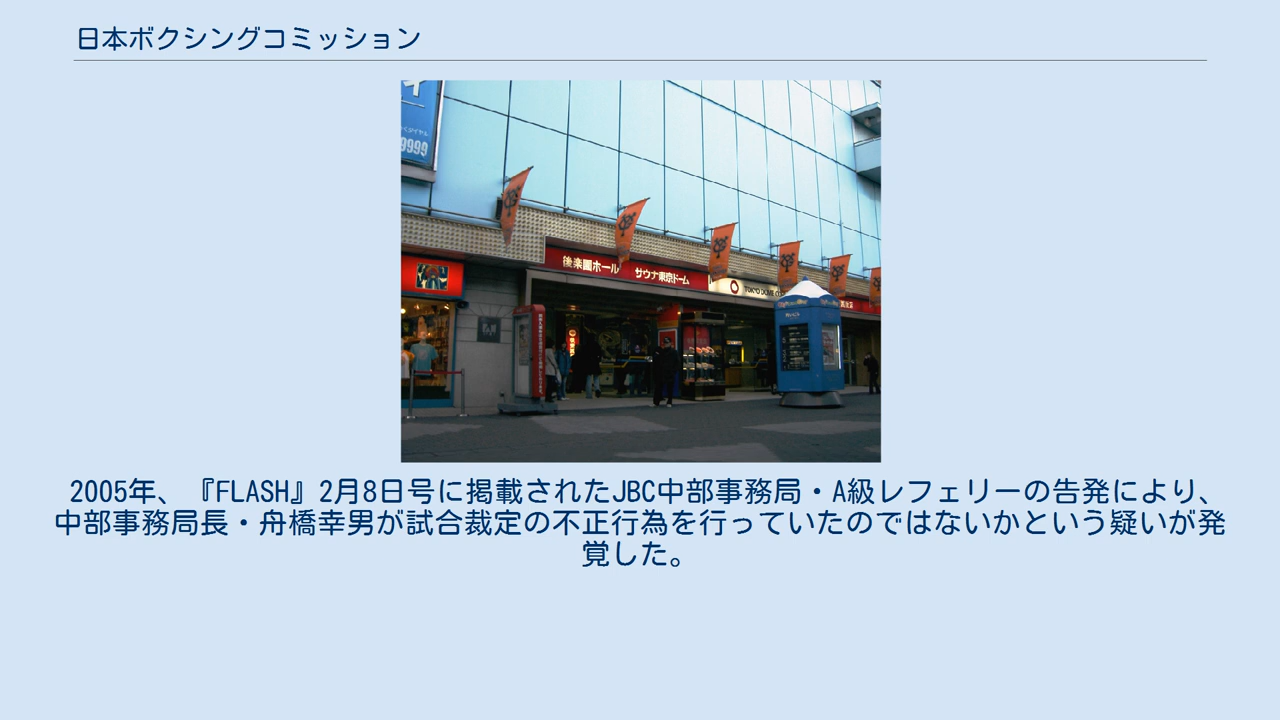 日本ボクシングコミッション
9999
後楽園ホール サウナ東京ドーム
TOKYO DOME
2005年、『FLASH』2月8日号に掲載されたJBC中部事務局・A級レフェリーの告発により、
中部事務局長・舟橋幸男が試合裁定の不正行為を行っていたのではないかという疑いが発
覚した。